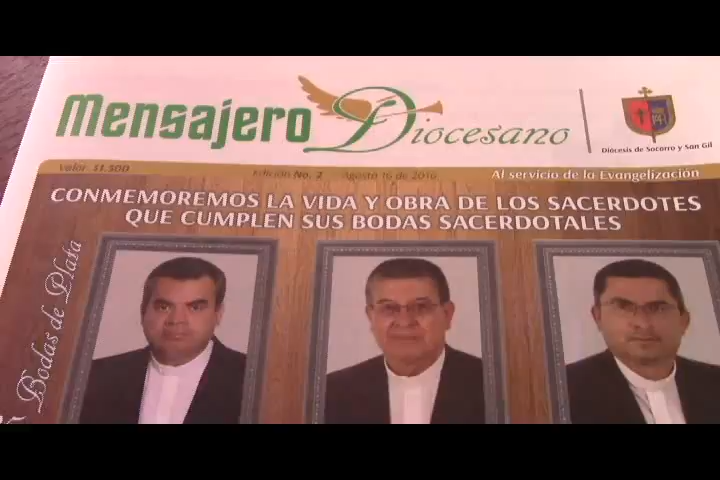 Mensajero Diocesano
Diócesis de Socorro y San Gil
Valor: $1.500
Edición No. 2
Agosto 16 de 2016
Al servicio de la Evangelización
CONMEMOREMOS LA VIDA Y OBRA DE LOS SACERDOTES
QUE CUMPLEN SUS BODAS SACERDOTALES
Bodas de Plata